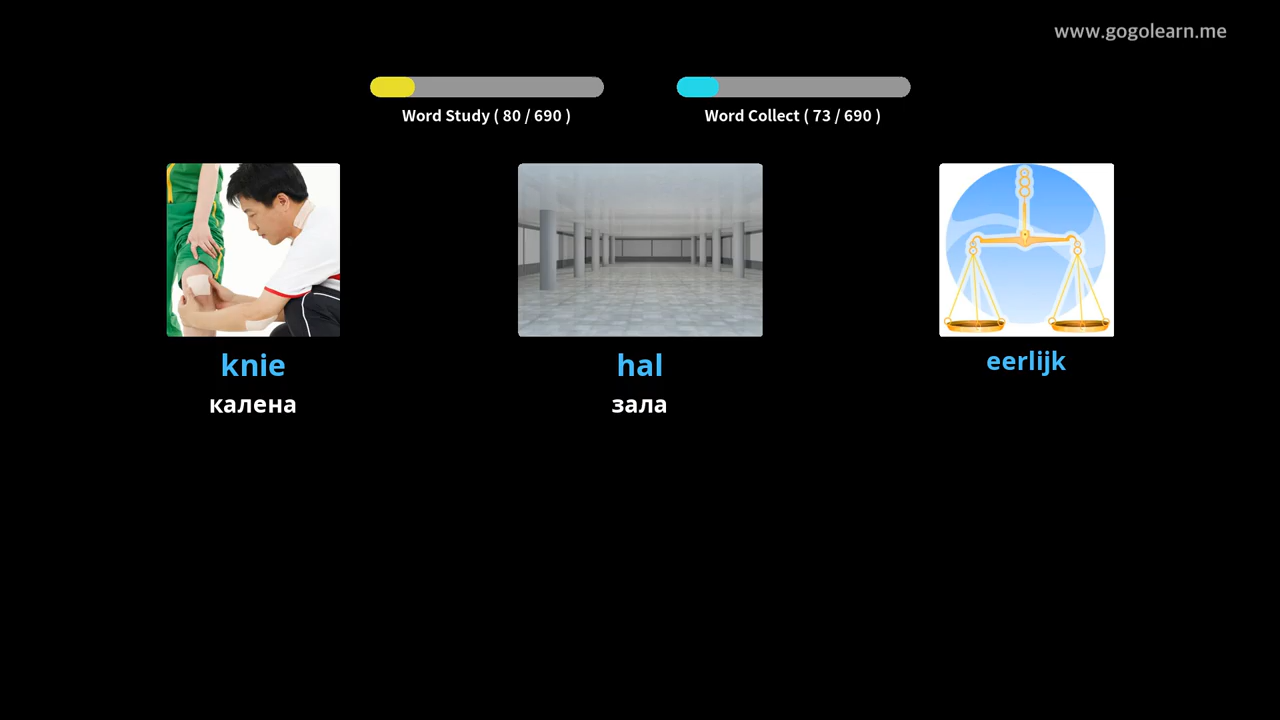 www.gogolearn.me
Word Study ( 80 / 690 )
Word Collect ( 73 / 690 )
knie
калена
hal
зала
eerlijk